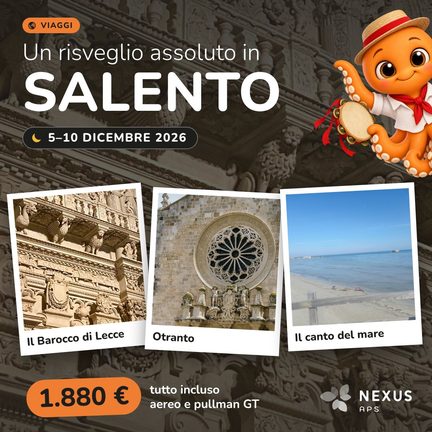 VIAGGI
Un risveglio assoluto in
SALENTO
5–10 DICEMBRE 2026
Il Barocco di Lecce
Otranto
Il canto del mare
1.880 €
tutto incluso
aereo e pullman GT
NEXUS
APS